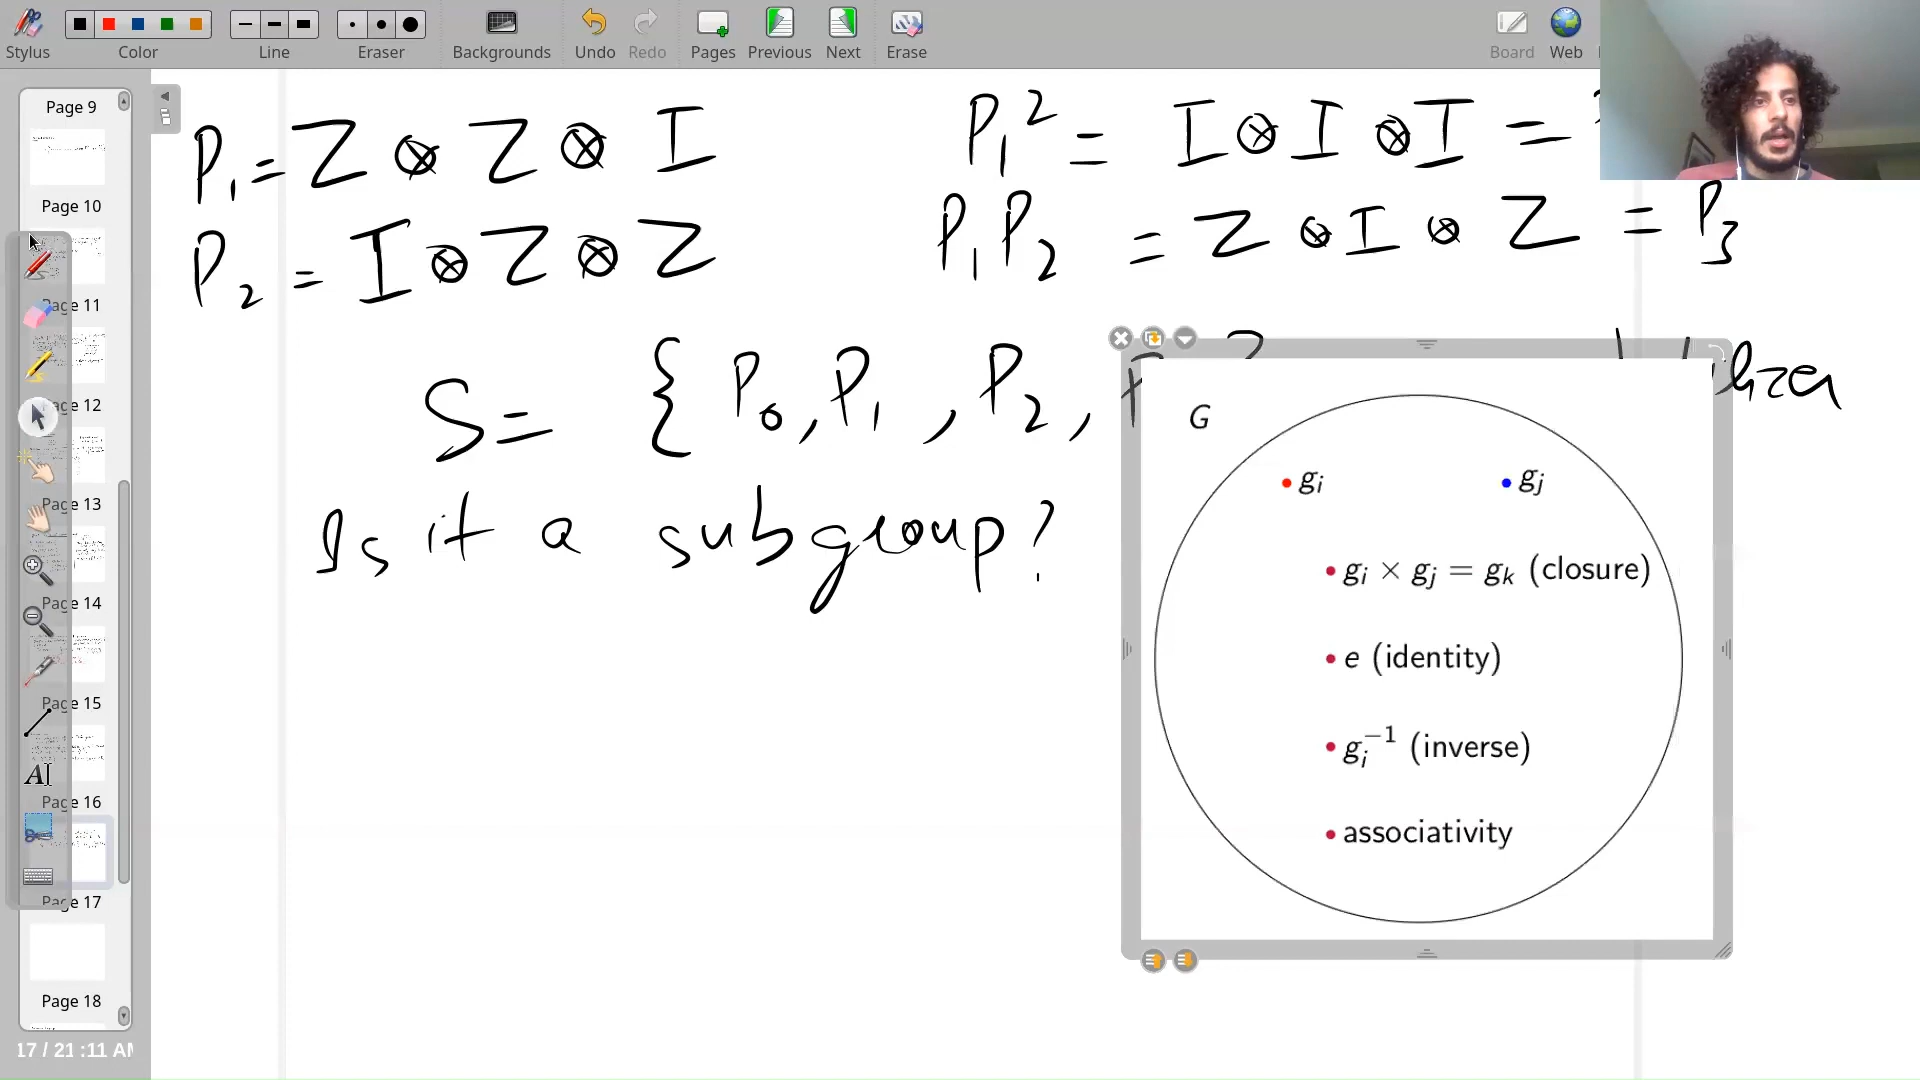 Stylus Color Line Eraser Backgrounds Undo Redo Pages Previous Next Erase Board Web
Page 9
Page 10
Page 11
Page 12
Page 13
Page 14
Page 15
Page 16
Page 17
Page 18
17 / 21
P₁ = Z ⊗ Z ⊗ I
P₁² = I ⊗ I ⊗ I =
P₂ = I ⊗ Z ⊗ Z
P₁P₂ = Z ⊗ I ⊗ Z = P₃
S = { P₀, P₁, P₂,
Is it a subgroup?
G
gᵢ gⱼ
gᵢ × gⱼ = gₖ (closure)
e (identity)
gᵢ⁻¹ (inverse)
associativity